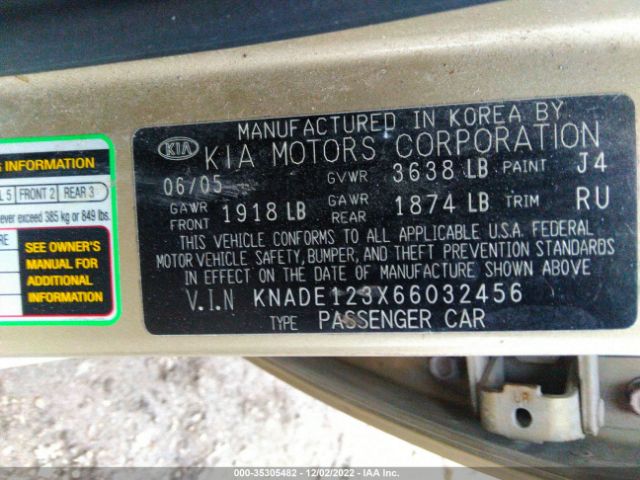 MANUFACTURED IN KOREA BY
KIA KIA MOTORS CORPORATION
06/05 GVWR 3638 LB PAINT J4
GAWR FRONT 1918 LB GAWR REAR 1874 LB TRIM RU
THIS VEHICLE CONFORMS TO ALL APPLICABLE U.S.A. FEDERAL
MOTOR VEHICLE SAFETY, BUMPER, AND THEFT PREVENTION STANDARDS
IN EFFECT ON THE DATE OF MANUFACTURE SHOWN ABOVE
V.I.N KNADE123X66032456
TYPE PASSENGER CAR
INFORMATION
5 FRONT 2 REAR 3
exceed 385 kg or 849 lbs.
SEE OWNER'S
MANUAL FOR
ADDITIONAL
INFORMATION
UR
000-35305482 - 12/02/2022 - IAA Inc.